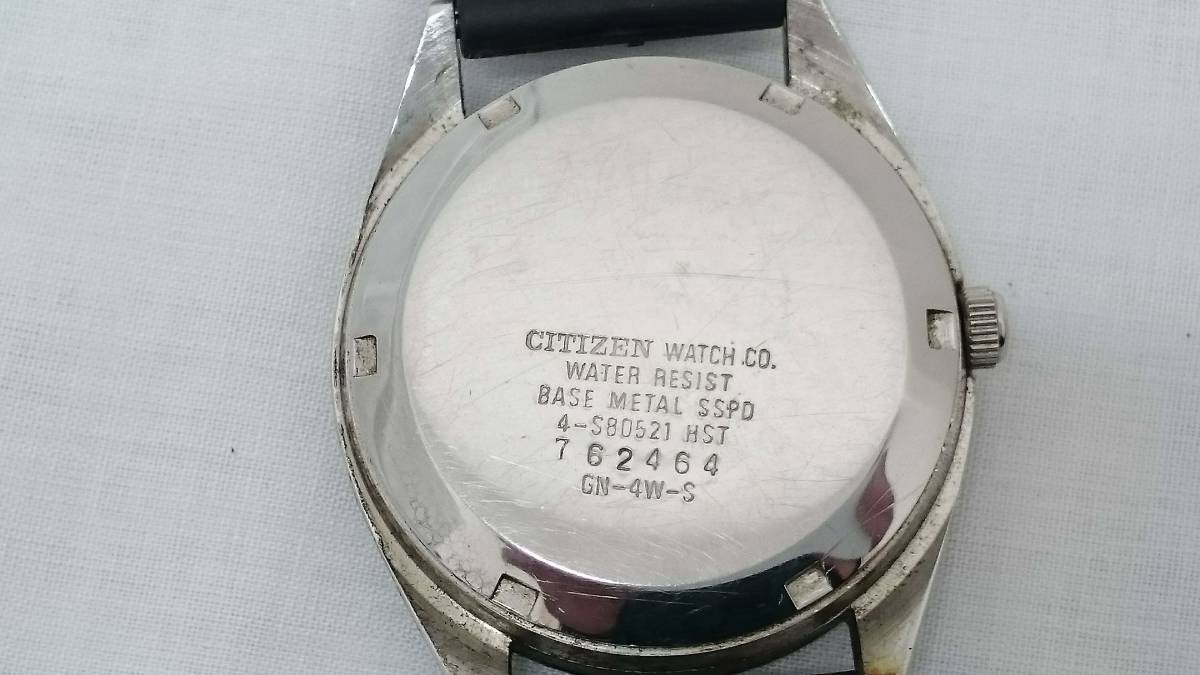 CITIZEN WATCH CO.
WATER RESIST
BASE METAL SSPD
4-S80521 HST
762464
GN-4W-S